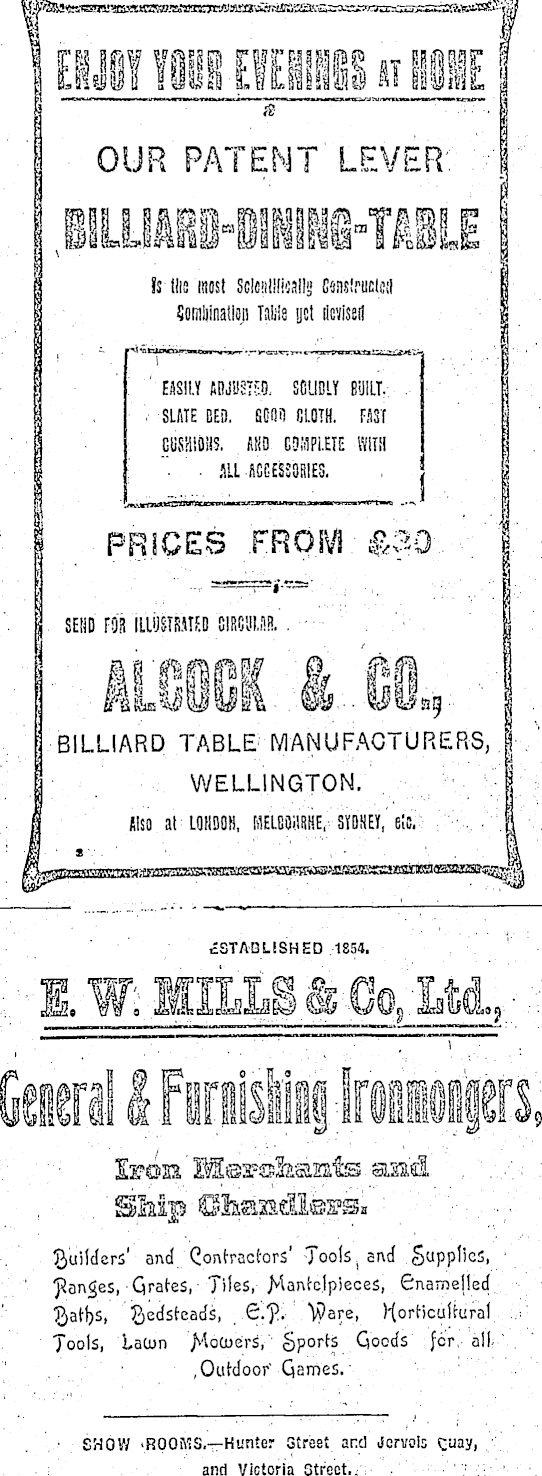 ENJOY YOUR EVENINGS AT HOME
OUR PATENT LEVER
BILLIARD-DINING-TABLE
Is the most Scientifically Constructed
Combination Table yet devised
EASILY ADJUSTED. SOLIDLY BUILT.
SLATE BED. GOOD CLOTH. FAST
CUSHIONS. AND COMPLETE WITH
ALL ACCESSORIES.
PRICES FROM
SEND FOR ILLUSTRATED CIRCULAR.
ALCOCK & CO.,
BILLIARD TABLE MANUFACTURERS,
WELLINGTON.
Also at LONDON, MELBOURNE, SYDNEY, etc.
2
ESTABLISHED 1854.
E. W. MILLS & Co, Ltd.,
General & Furnishing Ironmongers,
Iron Merchants and
Ship Chandlers.
Builders' and Contractors' Tools and Supplies,
Ranges, Grates, Tiles, Mantelpieces, Enamelled
Baths, Bedsteads, E.P. Ware, Horticultural
Tools, Lawn Mowers, Sports Goods for all
Outdoor Games.
SHOW ROOMS.—Hunter Street and Jervois Quay,
and Victoria Street.